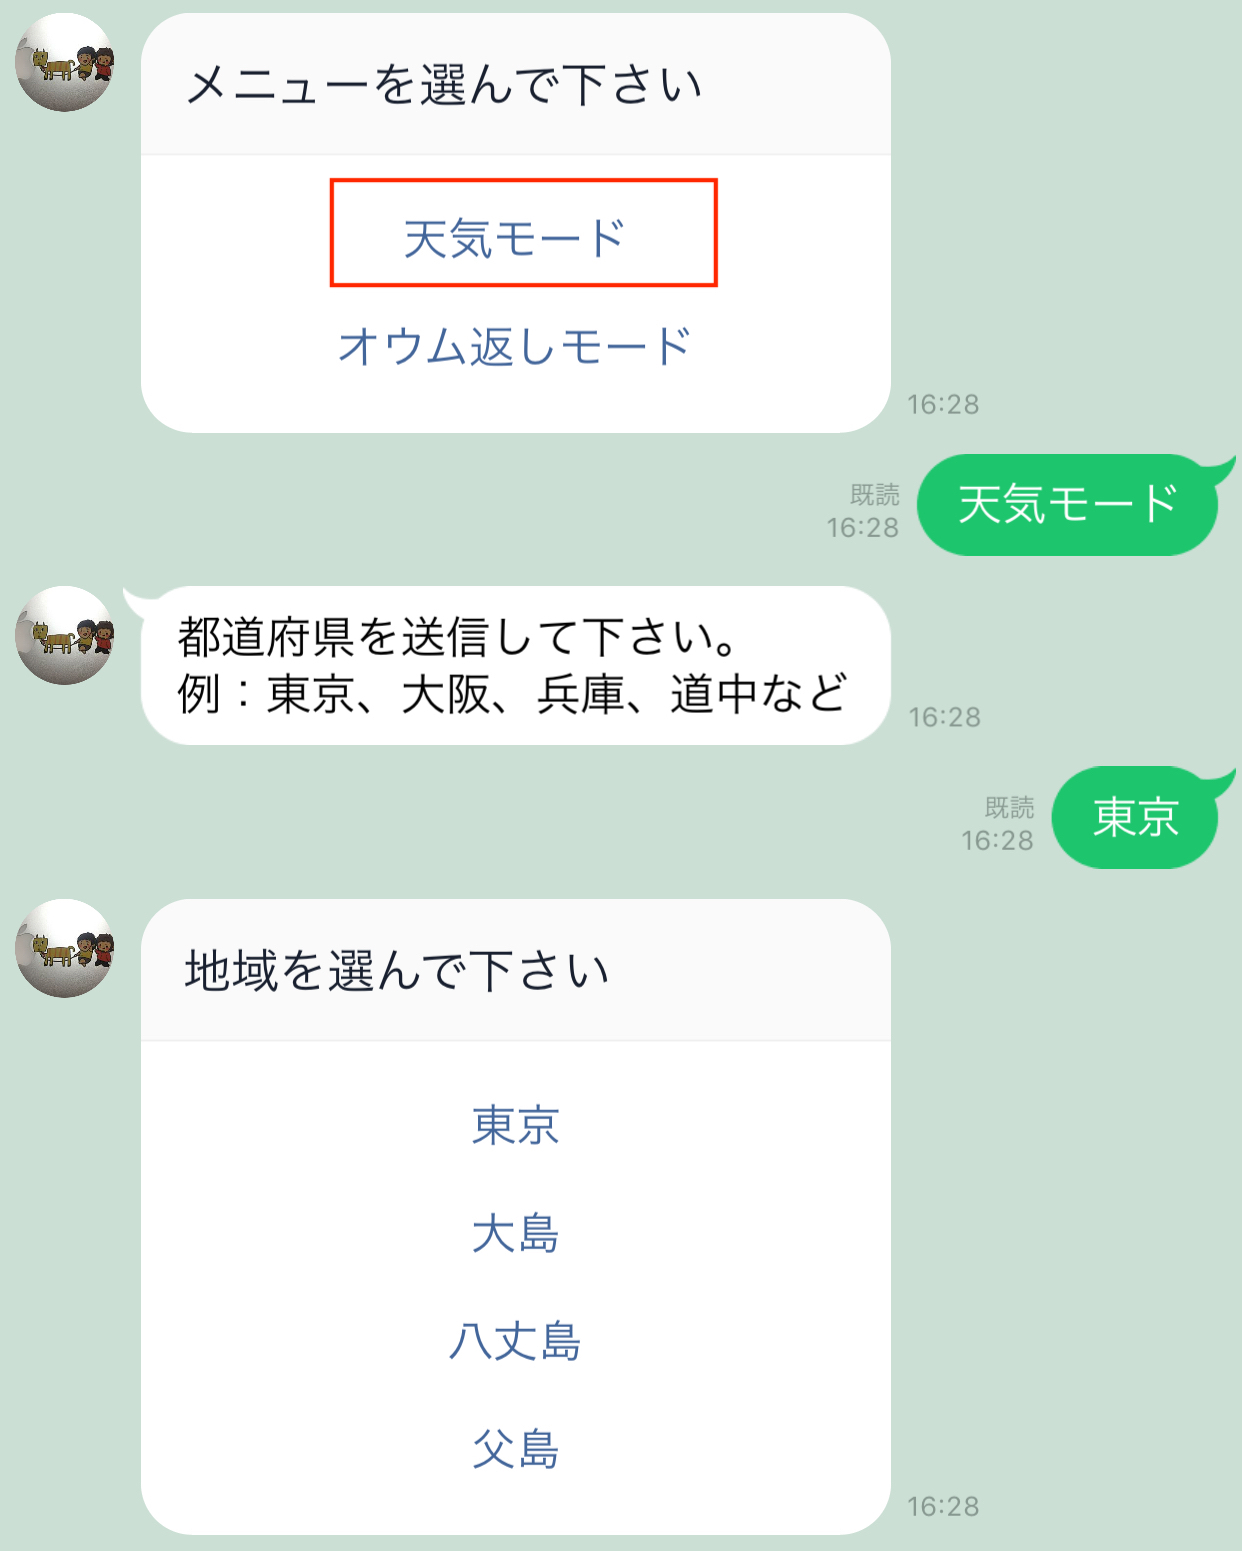 メニューを選んで下さい
天気モード
オウム返しモード
16:28
天気モード
既読
16:28
都道府県を送信して下さい。
例：東京、大阪、兵庫、道中など
16:28
東京
既読
16:28
地域を選んで下さい
東京
大島
八丈島
父島
16:28